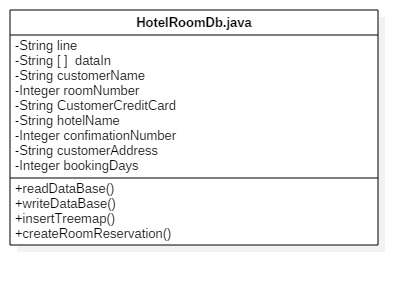 HotelRoomDb.java
-String line
-String [ ]  dataIn
-String customerName
-Integer roomNumber
-String CustomerCreditCard
-String hotelName
-Integer confimationNumber
-String customerAddress
-Integer bookingDays
+readDataBase()
+writeDataBase()
+insertTreemap()
+createRoomReservation()